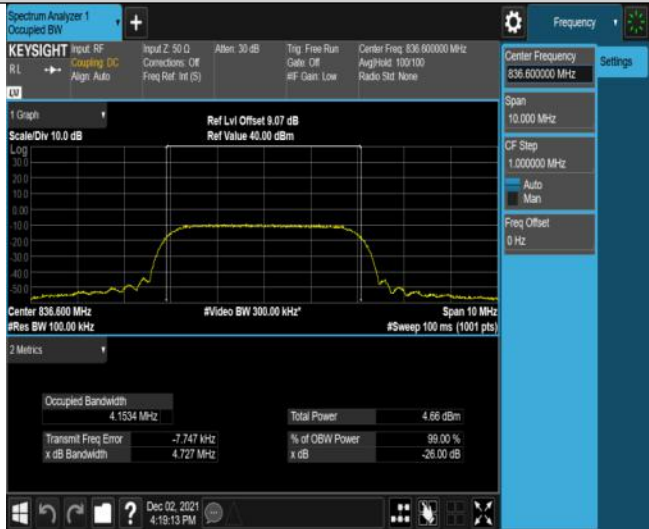 Spectrum Analyzer 1
Occupied BW
+
Frequency
KEYSIGHT
RL
Input: RF
Coupling: DC
Align: Auto
Input Z: 50 Ω
Corrections: Off
Freq Ref: Int (S)
Atten: 30 dB
Trig: Free Run
Gate: Off
#IF Gain: Low
Center Freq: 836.600000 MHz
Avg|Hold: 100/100
Radio Std: None
1 Graph
Scale/Div 10.0 dB
Ref Lvl Offset 9.07 dB
Ref Value 40.00 dBm
Log
30.0
20.0
10.0
0.00
-10.0
-20.0
-30.0
-40.0
-50.0
Center 836.600 MHz
#Res BW 100.00 kHz
#Video BW 300.00 kHz*
Span 10 MHz
#Sweep 100 ms (1001 pts)
2 Metrics
Occupied Bandwidth
4.1534 MHz
Transmit Freq Error -7.747 kHz
x dB Bandwidth 4.727 MHz
Total Power 4.66 dBm
% of OBW Power 99.00 %
x dB -26.00 dB
?
Dec 02, 2021
4:19:13 PM
Center Frequency
836.600000 MHz
Span
10.000 MHz
CF Step
1.000000 MHz
Auto
Man
Freq Offset
0 Hz
Settings